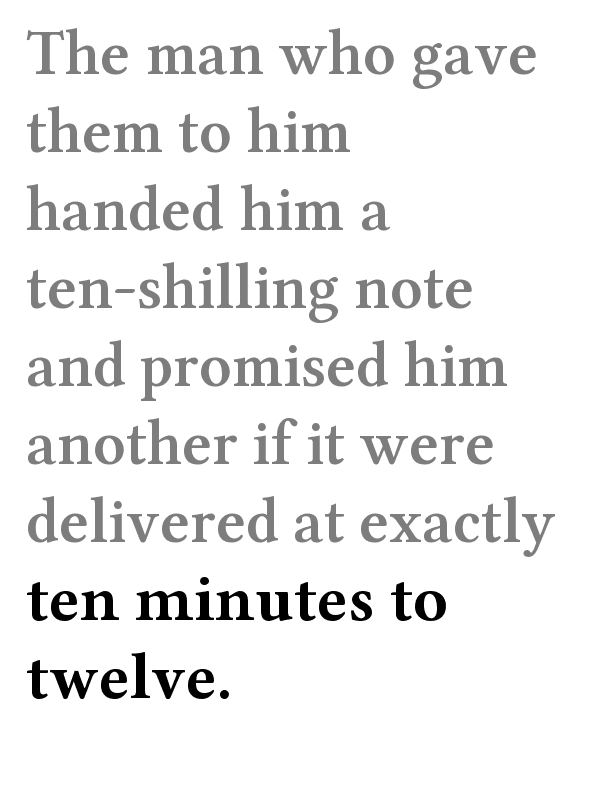 The man who gave
them to him
handed him a
ten-shilling note
and promised him
another if it were
delivered at exactly
ten minutes to
twelve.